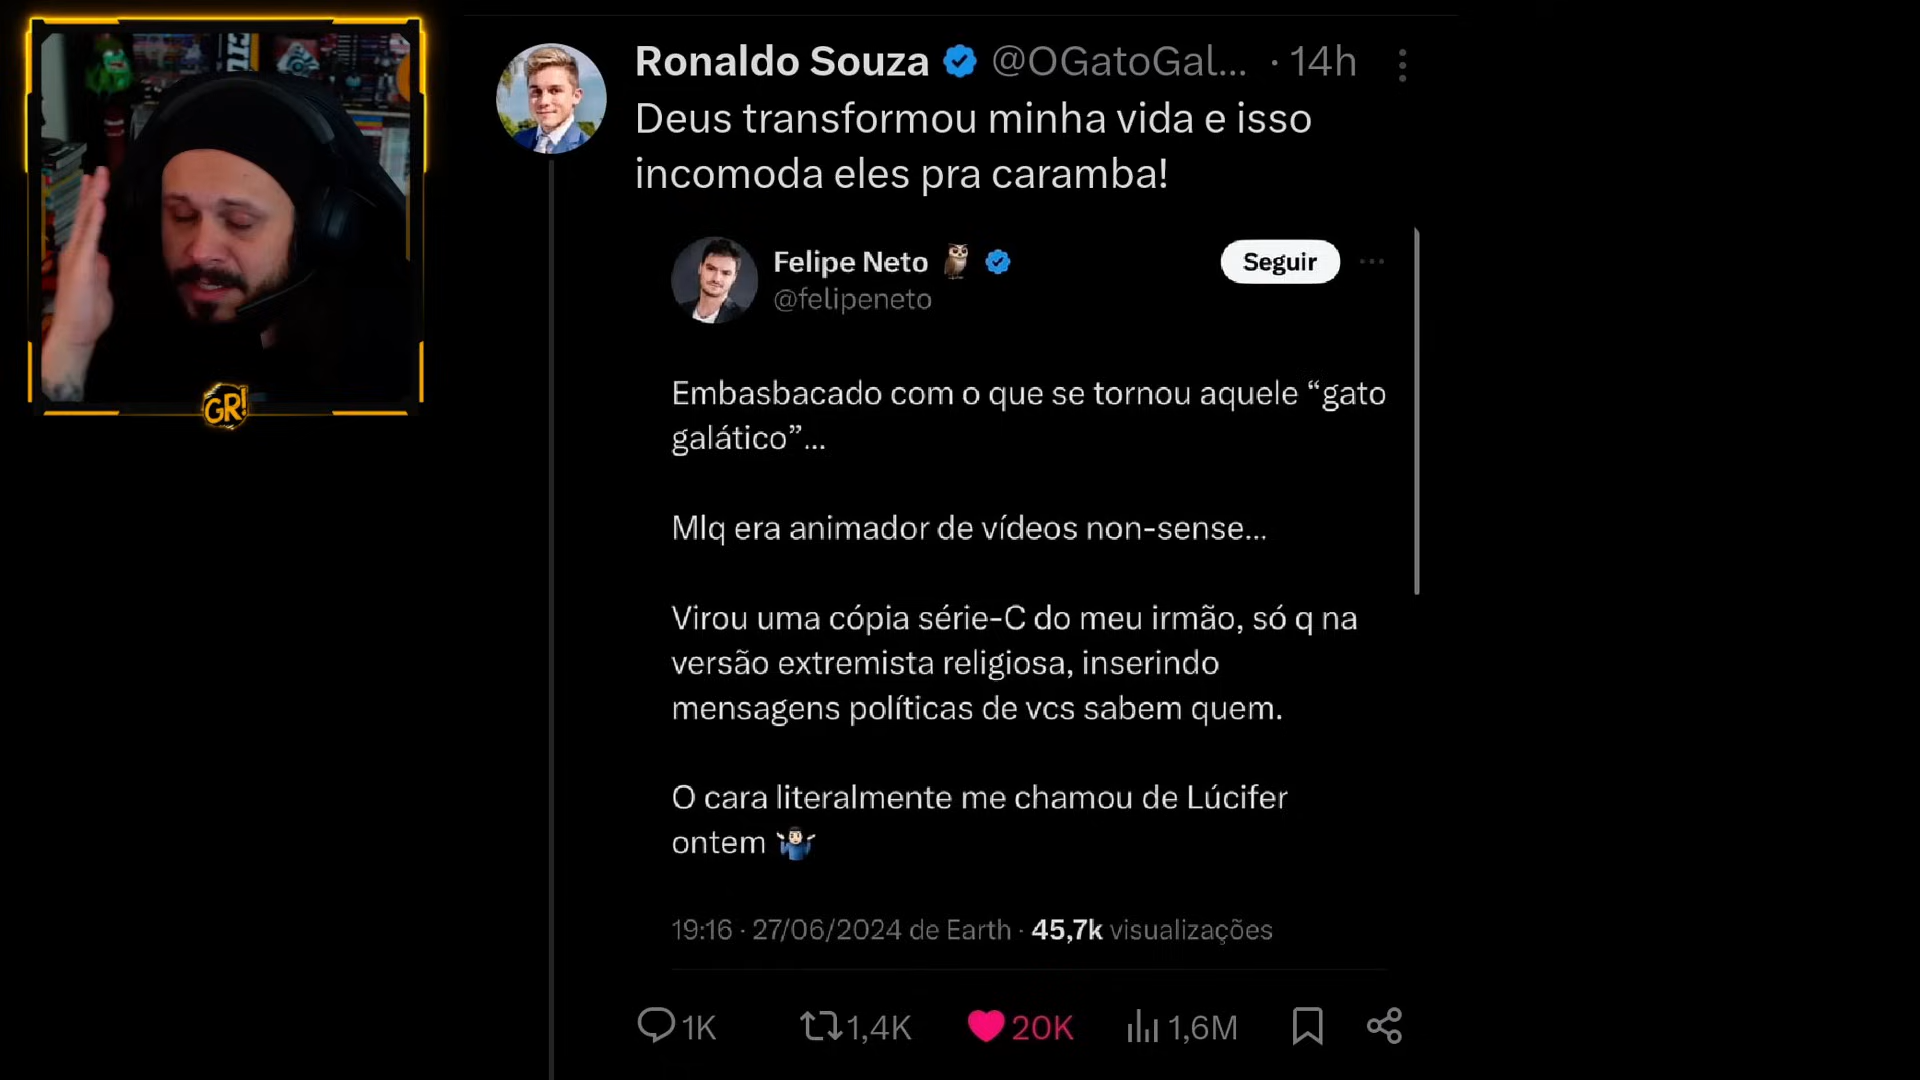 Ronaldo Souza @OGatoGal... · 14h
Deus transformou minha vida e isso
incomoda eles pra caramba!
Felipe Neto
Seguir
@felipeneto
Embasbacado com o que se tornou aquele “gato
galático”...
Mlq era animador de vídeos non-sense...
Virou uma cópia série-C do meu irmão, só q na
versão extremista religiosa, inserindo
mensagens políticas de vcs sabem quem.
O cara literalmente me chamou de Lúcifer
ontem
19:16 · 27/06/2024 de Earth · 45,7k visualizações
1K 1,4K 20K 1,6M
GR!